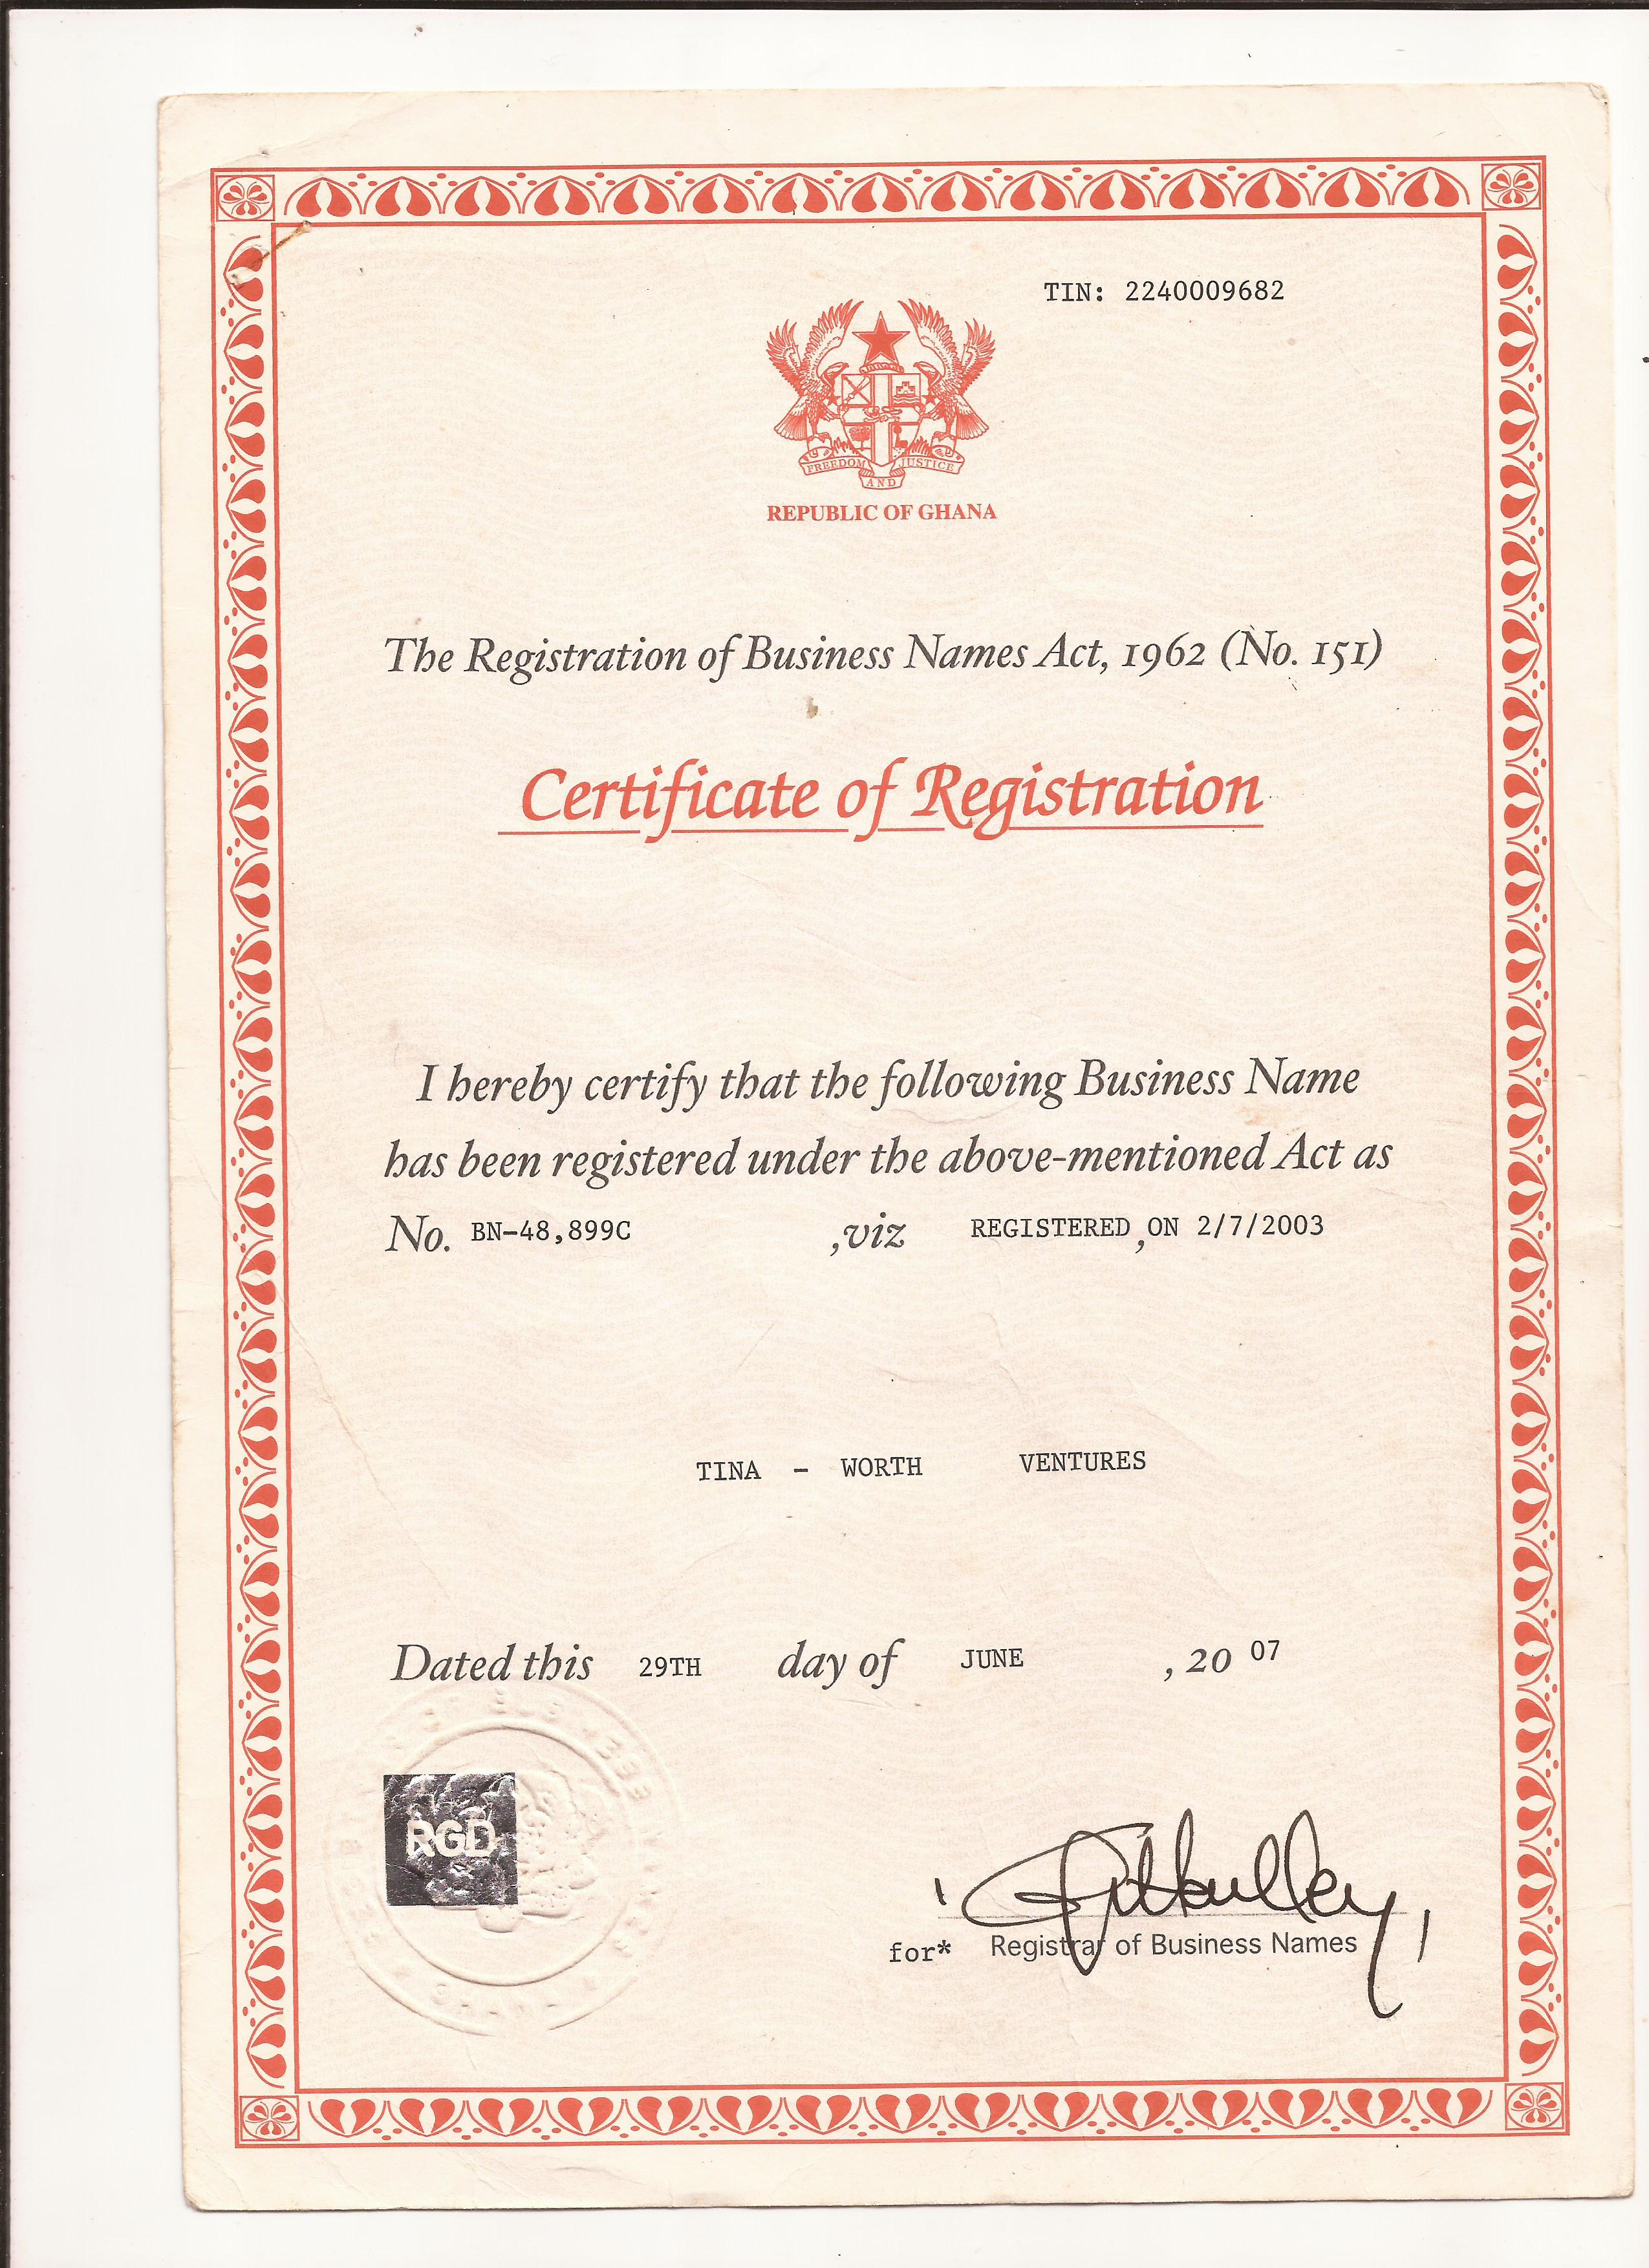 TIN: 2240009682
FREEDOM AND JUSTICE
REPUBLIC OF GHANA
The Registration of Business Names Act, 1962 (No. 151)
Certificate of Registration
I hereby certify that the following Business Name
has been registered under the above-mentioned Act as
No. BN-48,899C ,viz REGISTERED ON 2/7/2003 ,
TINA - WORTH VENTURES
Dated this 29TH day of JUNE , 20 07
RGD
for* Registrar of Business Names